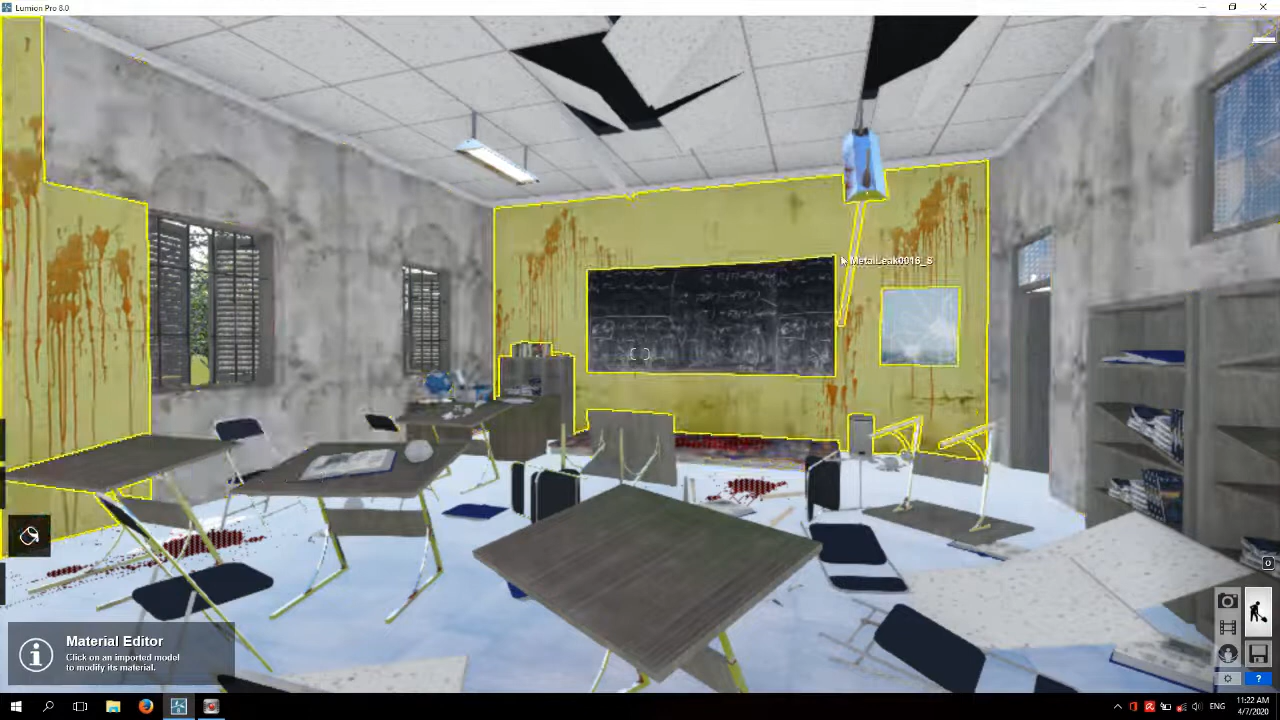 Lumion Pro 8.0
MetalLeak0016_S
Material Editor
Click on an imported model
to modify its material.
?
ENG
11:22 AM
4/7/2020